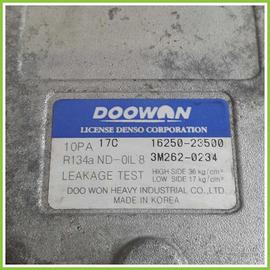 DOOWON
LICENSE DENSO CORPORATION
10PA 17C 16250-23500
R134a ND-OIL 8 3M262-0234
LEAKAGE TEST HIGH SIDE 36 kg/cm²
LOW SIDE 17 kg/cm²
DOO WON HEAVY INDUSTRIAL CO., LTD.
MADE IN KOREA